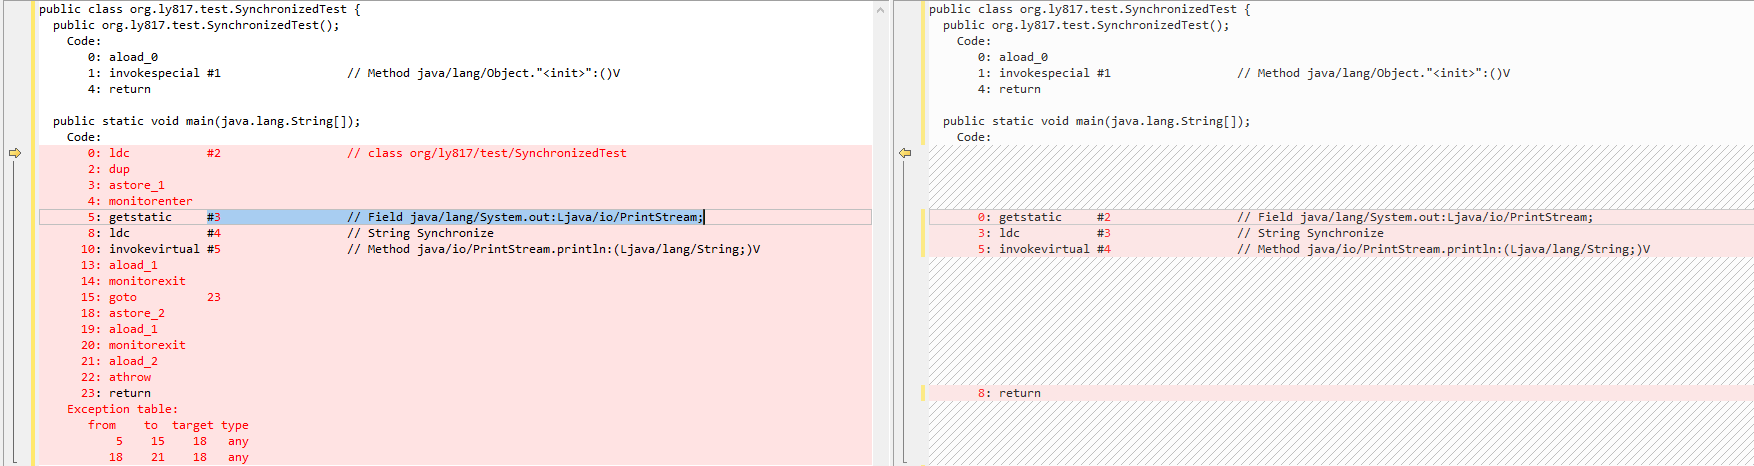 public class org.ly817.test.SynchronizedTest {
  public org.ly817.test.SynchronizedTest();
    Code:
       0: aload_0
       1: invokespecial #1                  // Method java/lang/Object."<init>":()V
       4: return

  public static void main(java.lang.String[]);
    Code:
       0: ldc           #2                  // class org/ly817/test/SynchronizedTest
       2: dup
       3: astore_1
       4: monitorenter
       5: getstatic     #3                  // Field java/lang/System.out:Ljava/io/PrintStream;
       8: ldc           #4                  // String Synchronize
      10: invokevirtual #5                  // Method java/io/PrintStream.println:(Ljava/lang/String;)V
      13: aload_1
      14: monitorexit
      15: goto          23
      18: astore_2
      19: aload_1
      20: monitorexit
      21: aload_2
      22: athrow
      23: return
    Exception table:
       from    to  target type
           5    15    18   any
          18    21    18   any
public class org.ly817.test.SynchronizedTest {
  public org.ly817.test.SynchronizedTest();
    Code:
       0: aload_0
       1: invokespecial #1                  // Method java/lang/Object."<init>":()V
       4: return

  public static void main(java.lang.String[]);
    Code:
       0: getstatic     #2                  // Field java/lang/System.out:Ljava/io/PrintStream;
       3: ldc           #3                  // String Synchronize
       5: invokevirtual #4                  // Method java/io/PrintStream.println:(Ljava/lang/String;)V
       8: return